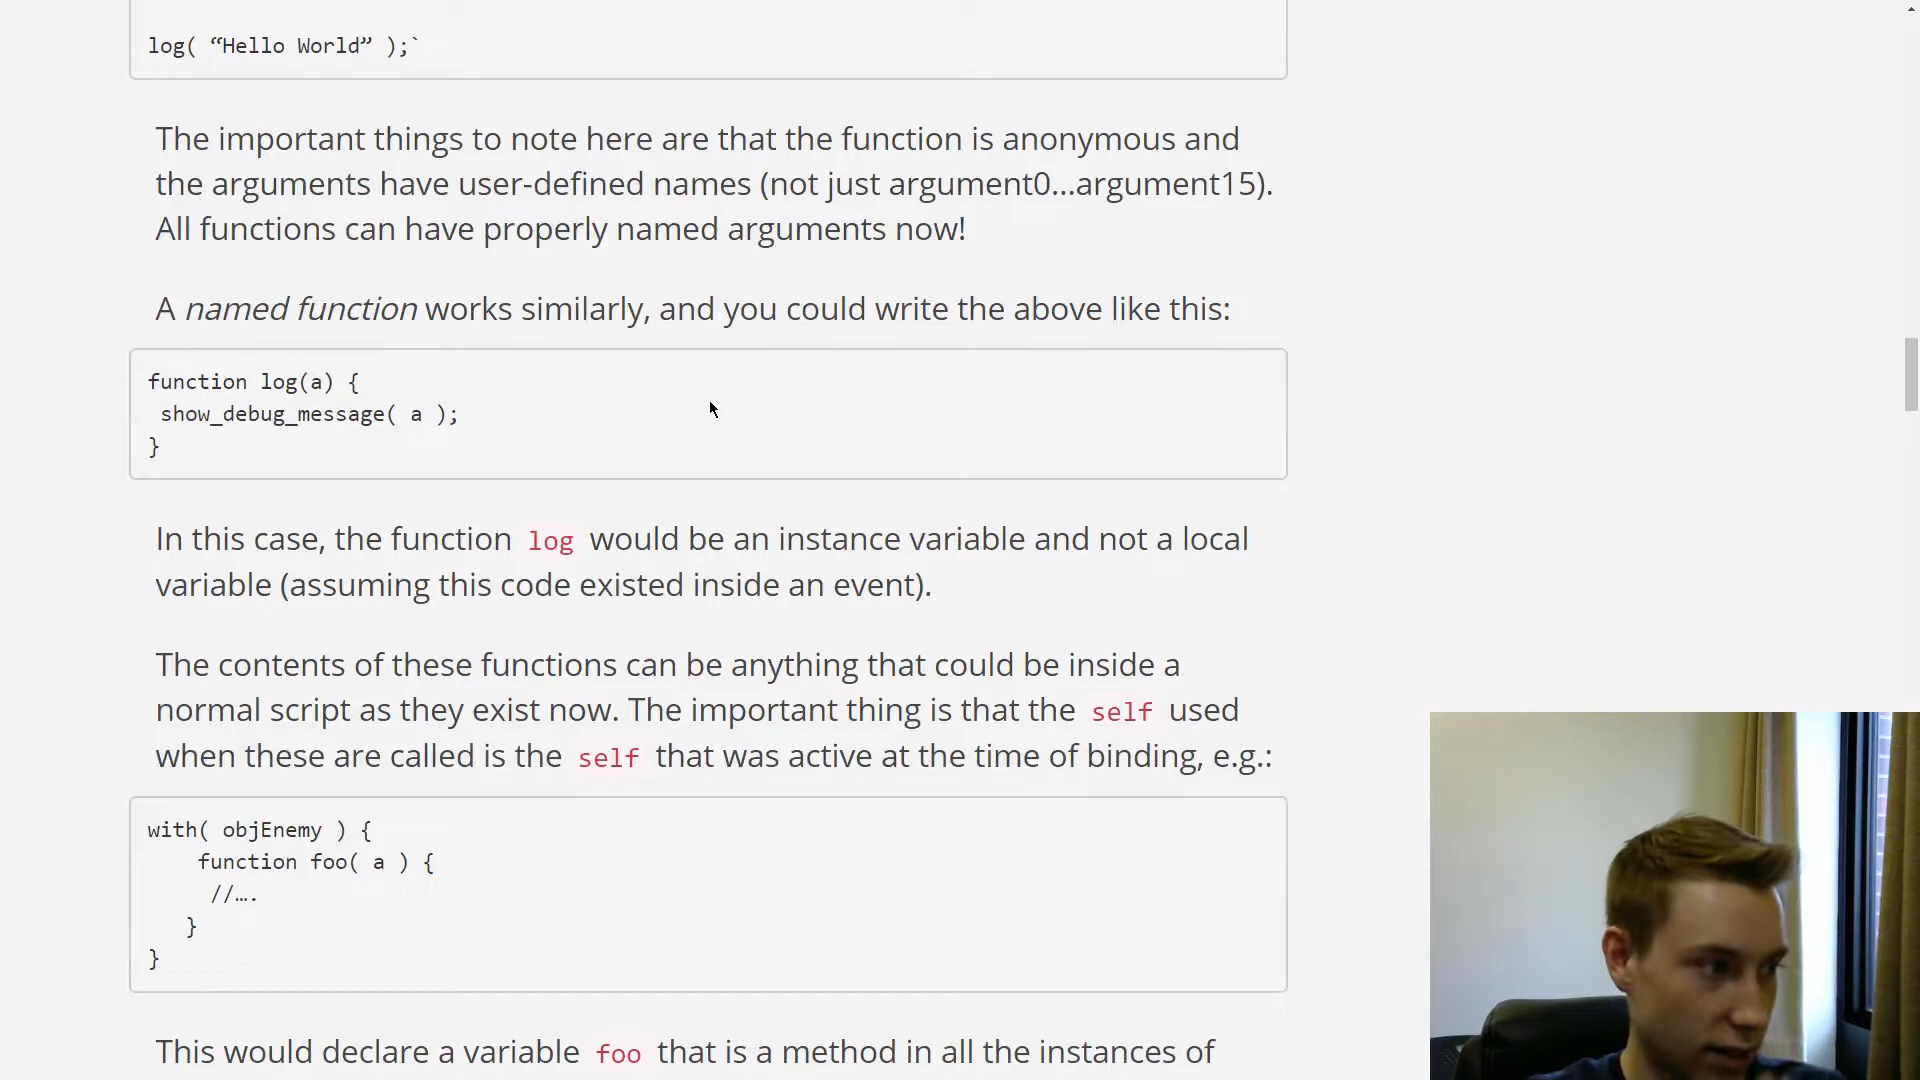 log( “Hello World” );`
The important things to note here are that the function is anonymous and
the arguments have user-defined names (not just argument0...argument15).
All functions can have properly named arguments now!
A named function works similarly, and you could write the above like this:
function log(a) {
show_debug_message( a );
}
In this case, the function log would be an instance variable and not a local
variable (assuming this code existed inside an event).
The contents of these functions can be anything that could be inside a
normal script as they exist now. The important thing is that the self used
when these are called is the self that was active at the time of binding, e.g.:
with( objEnemy ) {
function foo( a ) {
//….
}
}
This would declare a variable foo that is a method in all the instances of